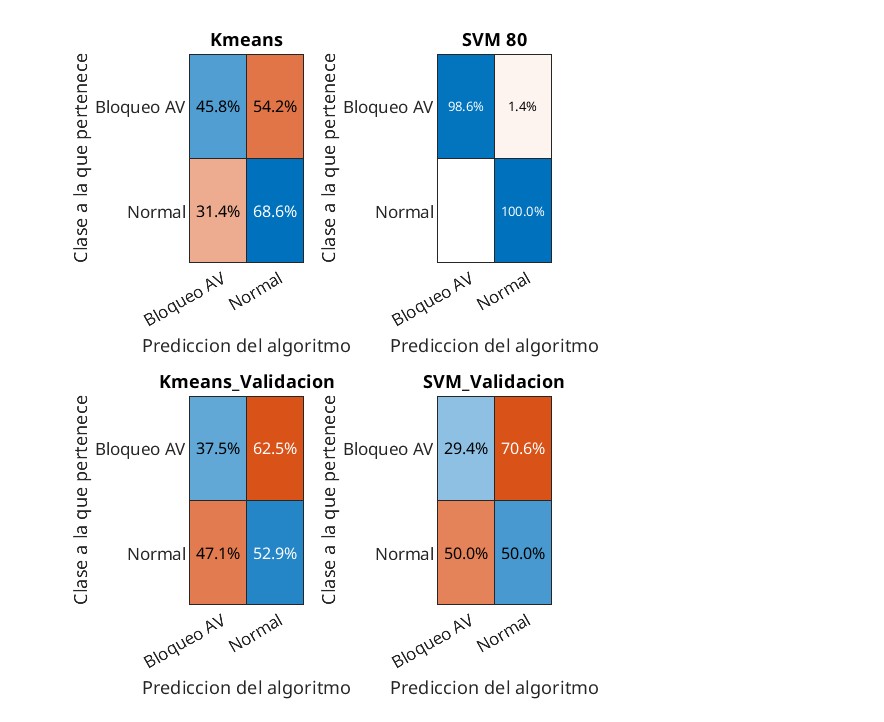 Kmeans
Clase a la que pertenece
Bloqueo AV
45.8%
54.2%
Normal
31.4%
68.6%
Bloqueo AV
Normal
Prediccion del algoritmo
SVM 80
Clase a la que pertenece
Bloqueo AV
98.6%
1.4%
Normal
100.0%
Bloqueo AV
Normal
Prediccion del algoritmo
Kmeans_Validacion
Clase a la que pertenece
Bloqueo AV
37.5%
62.5%
Normal
47.1%
52.9%
Bloqueo AV
Normal
Prediccion del algoritmo
SVM_Validacion
Clase a la que pertenece
Bloqueo AV
29.4%
70.6%
Normal
50.0%
50.0%
Bloqueo AV
Normal
Prediccion del algoritmo